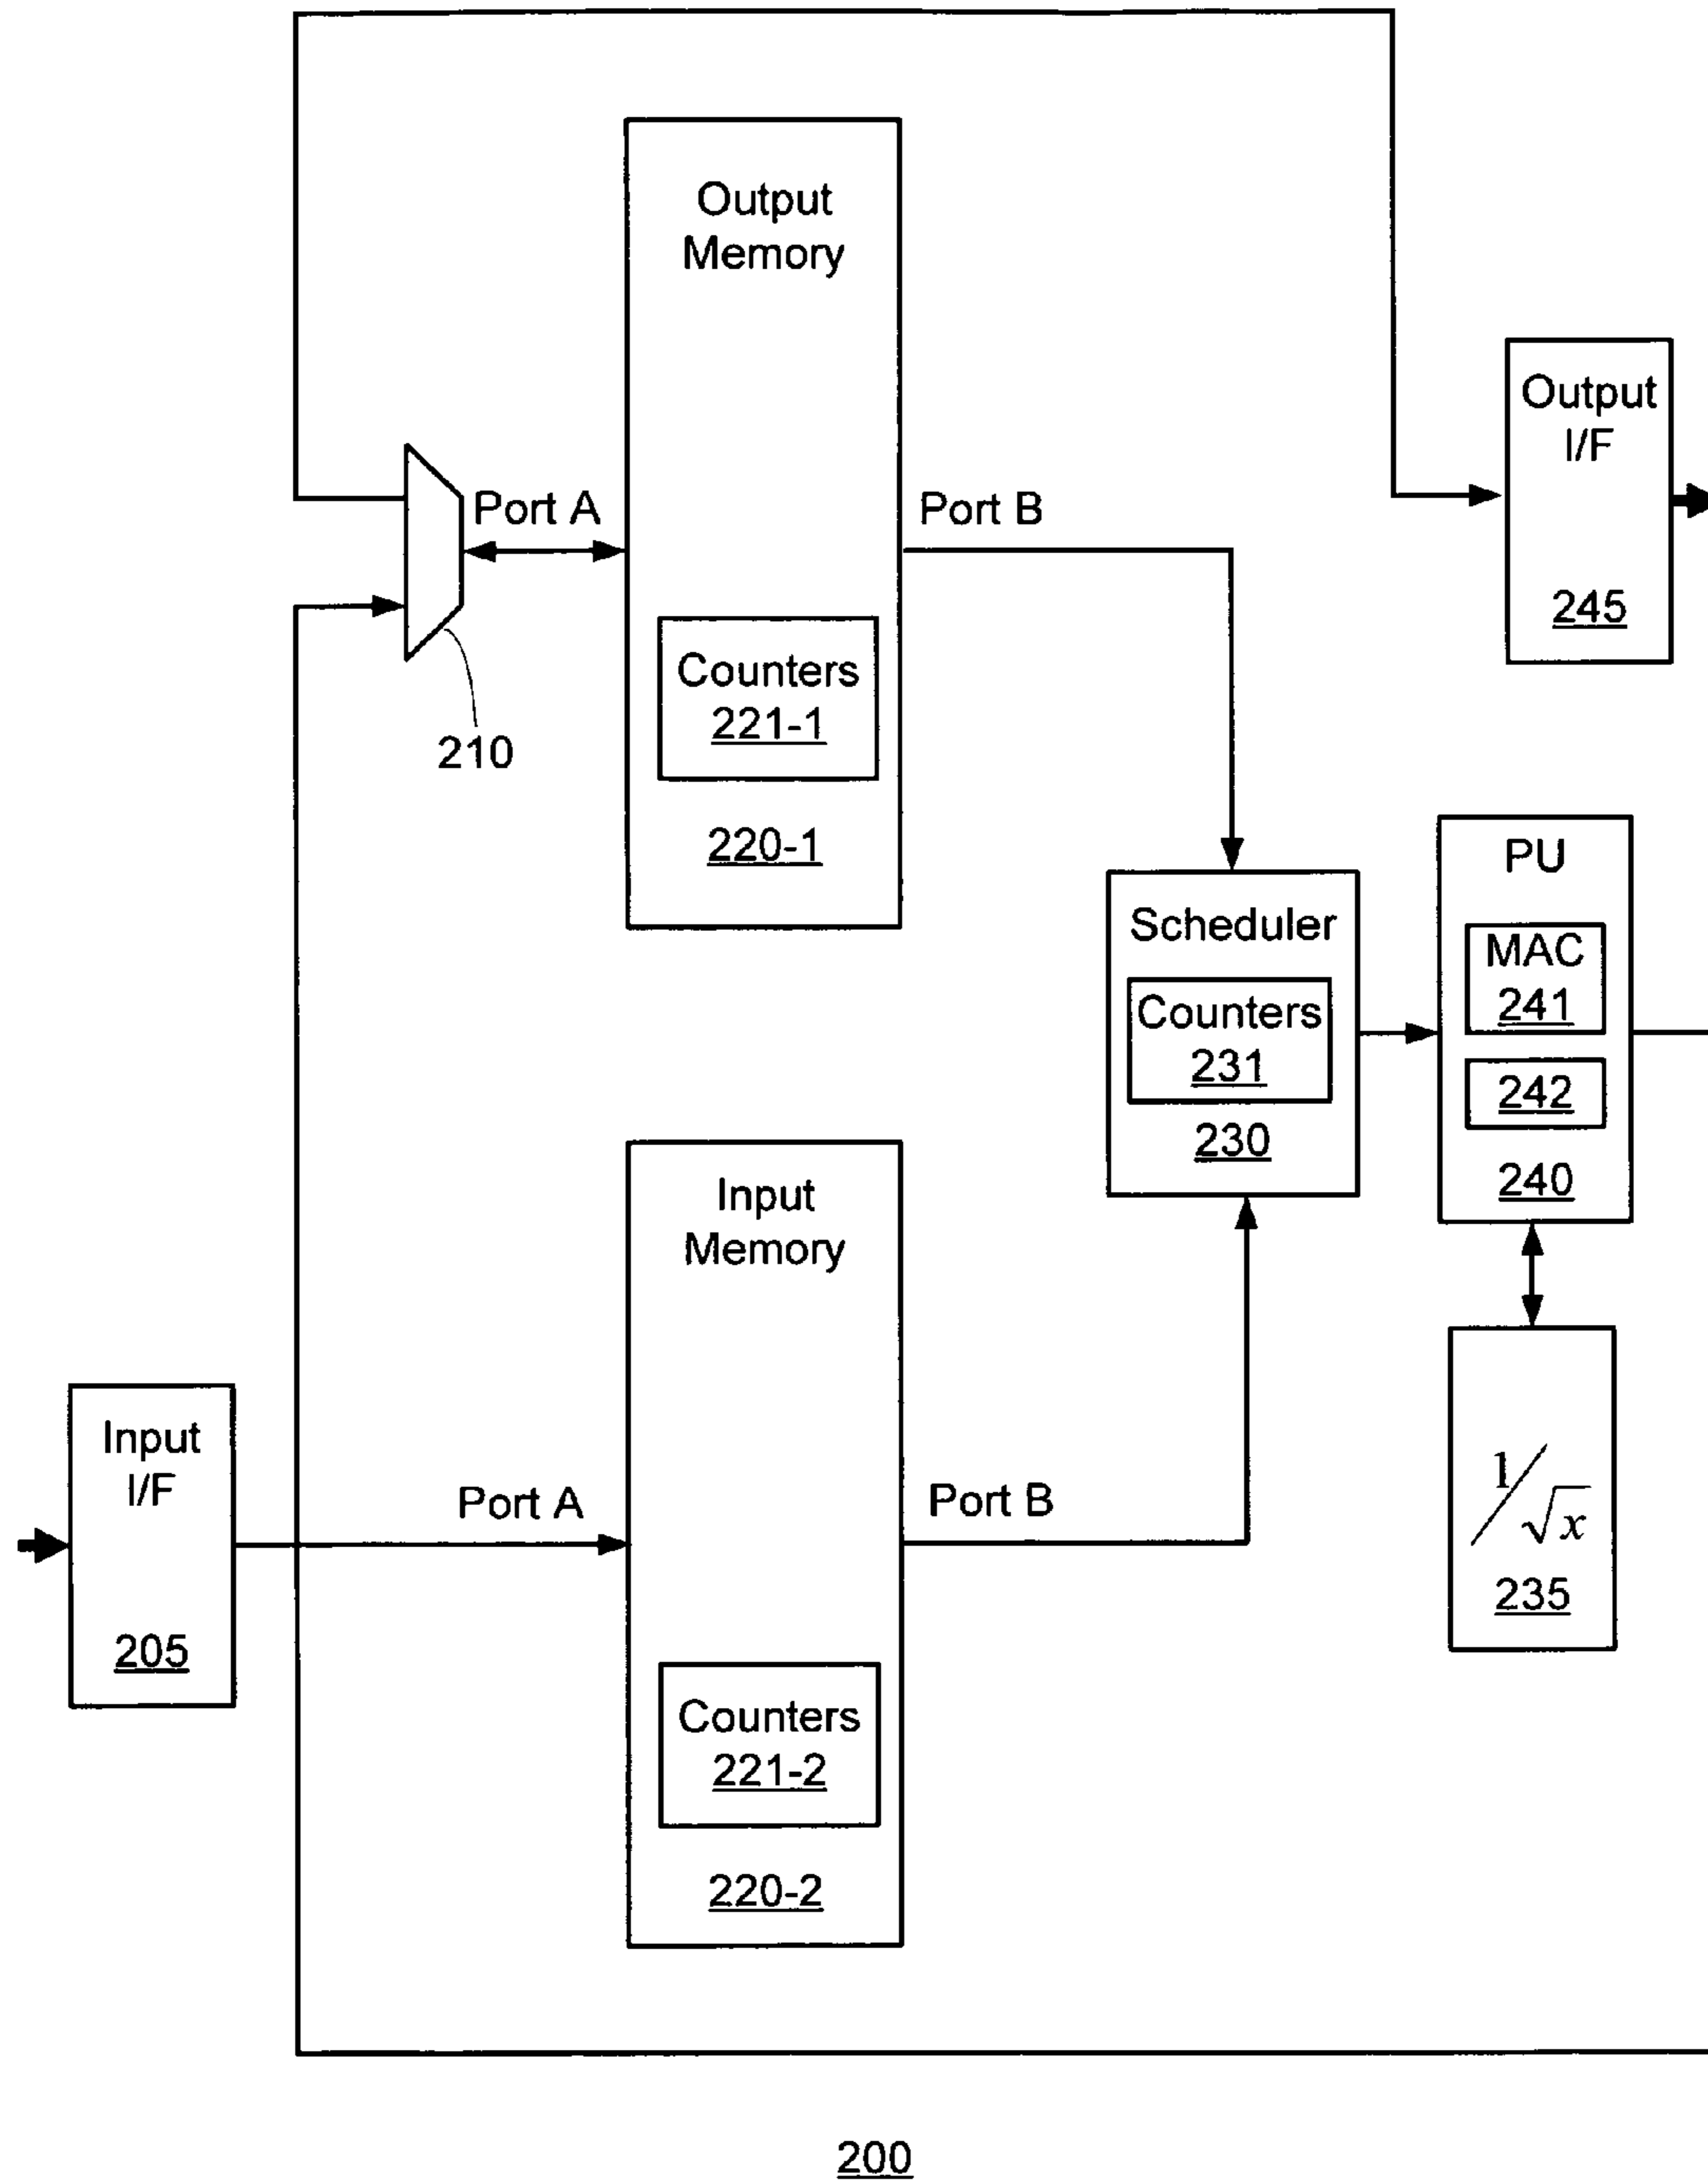 Output
Memory
Output
I/F
245
Port A
Port B
Counters
221-1
210
220-1
PU
Scheduler
MAC
241
Counters
231
242
230
240
Input
Memory
Input
I/F
Port A
Port B
1/√x
235
205
Counters
221-2
220-2
200